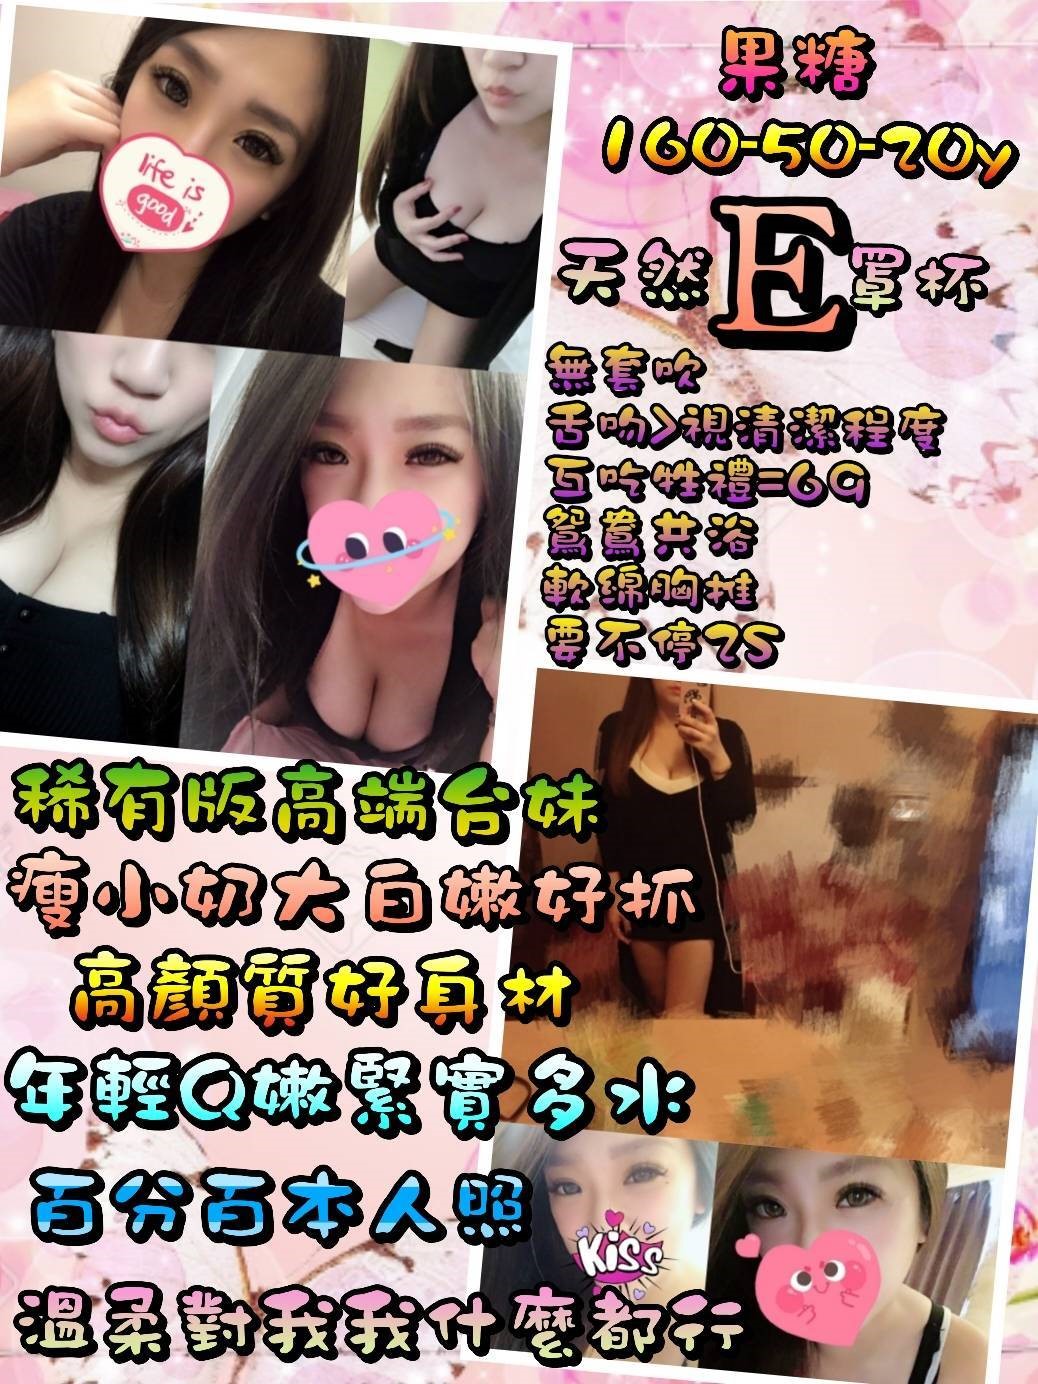 果糖
160-50-20y
天然E罩杯
無套吹
舌吻>視清潔程度
互吃牲禮=69
鴛鴦共浴
軟綿胸推
要不停2S
life is
good
稀有版高端台妹
瘦小奶大白嫩好抓
高顏質好身材
年輕Q嫩緊實多水
百分百本人照
KiSS
溫柔對我我什麼都行